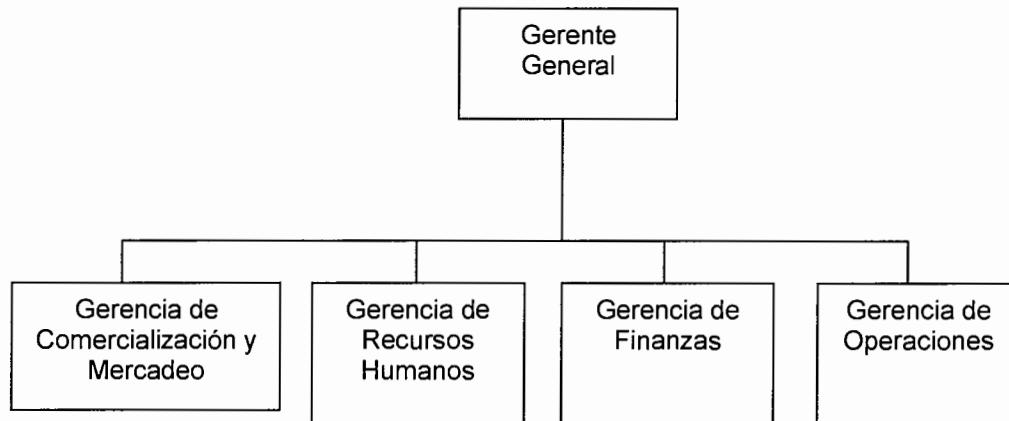 Gerente
General
Gerencia de
Comercialización y
Mercadeo
Gerencia de
Recursos
Humanos
Gerencia de
Finanzas
Gerencia de
Operaciones